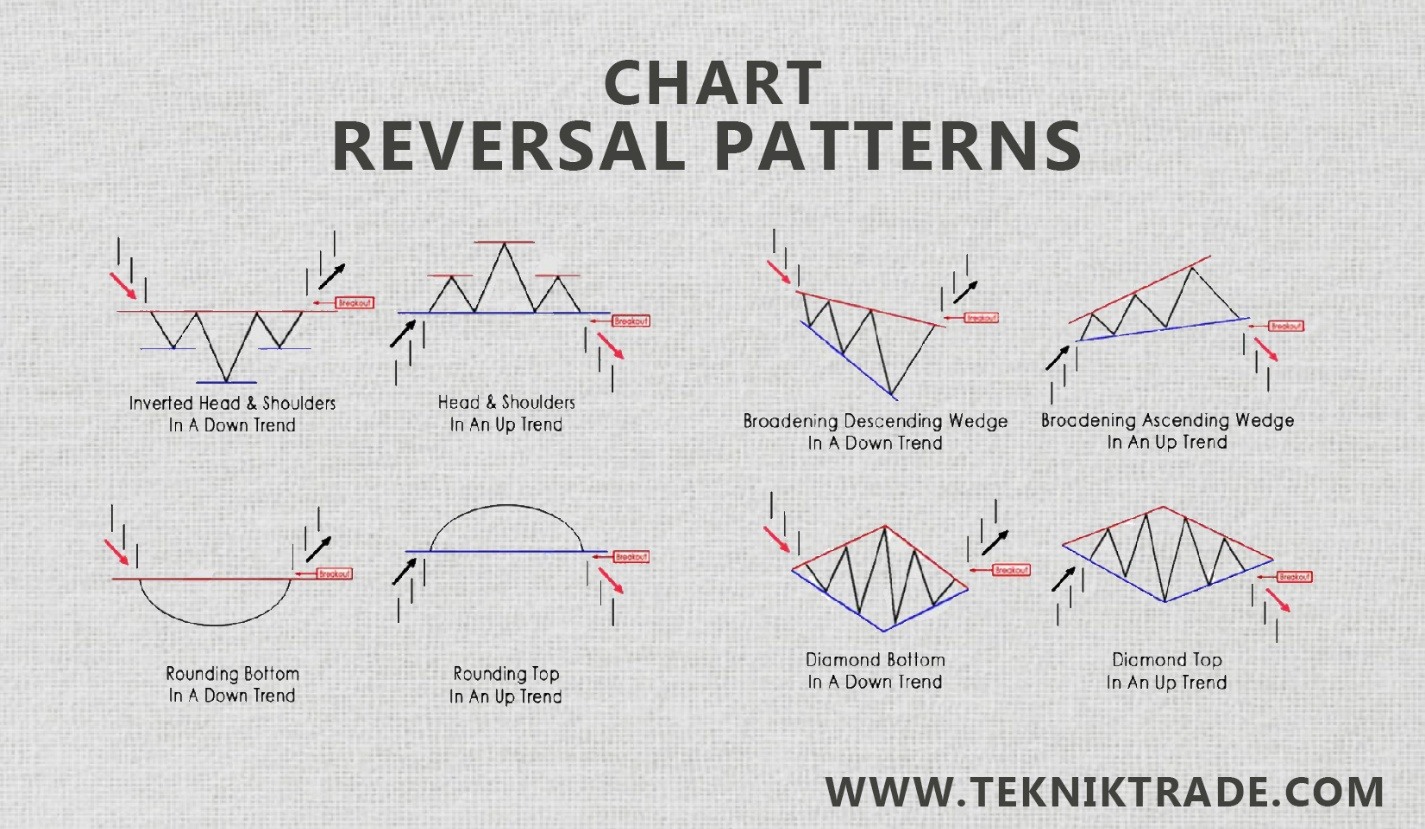 CHART
REVERSAL PATTERNS
Breakout
Inverted Head & Shoulders
In A Down Trend
Breakout
Head & Shoulders
In An Up Trend
Breakout
Broadening Descending Wedge
In A Down Trend
Breakout
Broadening Ascending Wedge
In An Up Trend
Breakout
Rounding Bottom
In A Down Trend
Breakout
Rounding Top
In An Up Trend
Breakout
Diamond Bottom
In A Down Trend
Breakout
Diamond Top
In An Up Trend
WWW.TEKNIKTRADE.COM